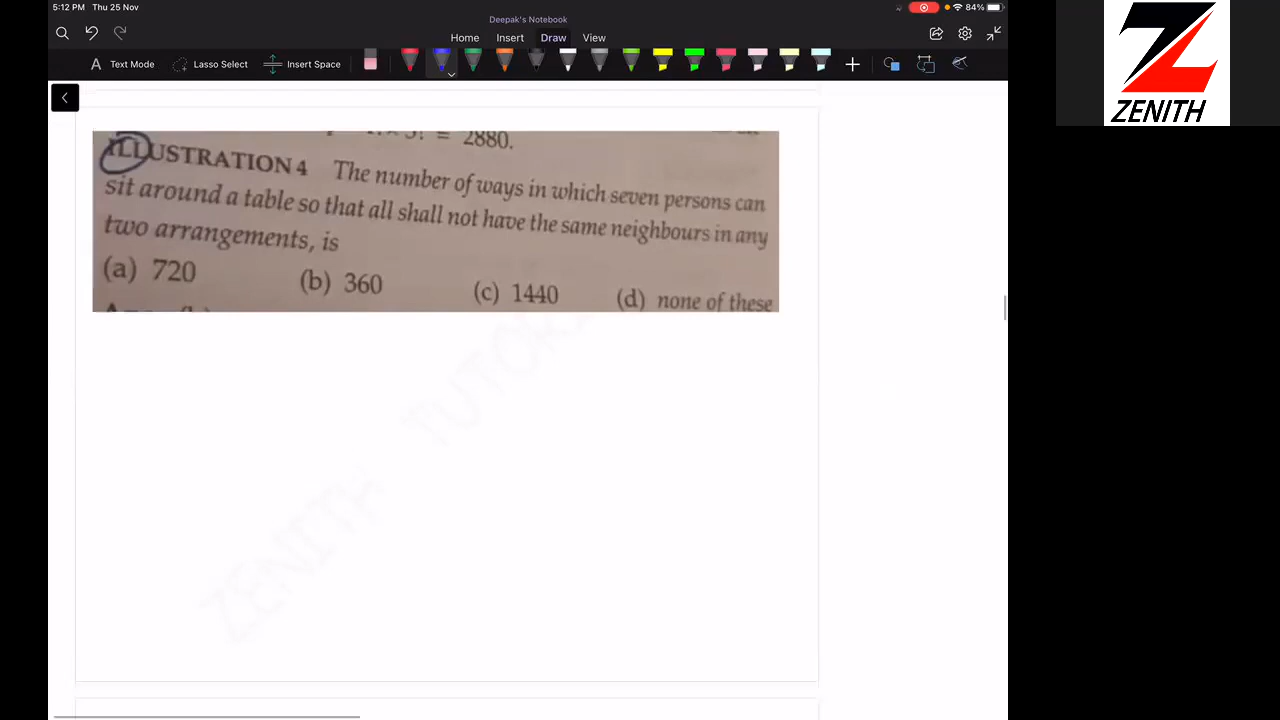 5:12 PM Thu 25 Nov
84%
Deepak's Notebook
Home Insert Draw View
A Text Mode Lasso Select Insert Space
ZENITH
= 2880.
ILLUSTRATION 4 The number of ways in which seven persons can
sit around a table so that all shall not have the same neighbours in any
two arrangements, is
(a) 720 (b) 360 (c) 1440 (d) none of these
ZENITH TUTOR